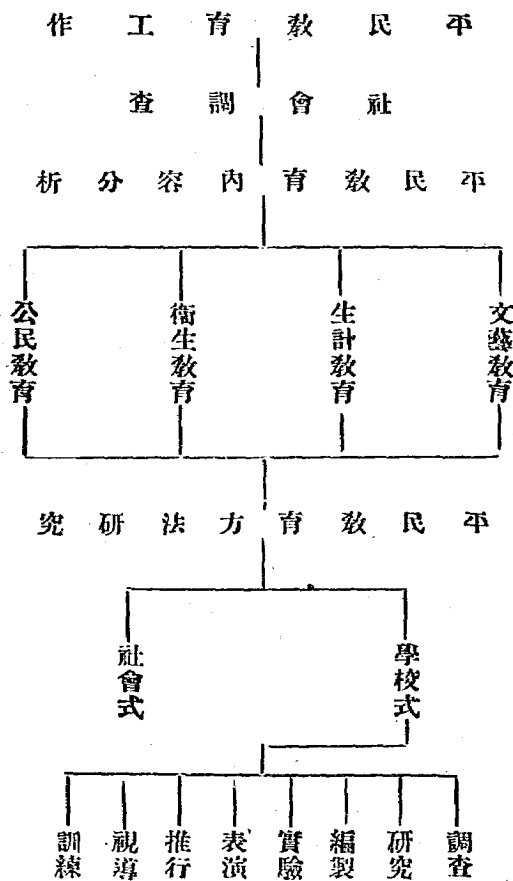 平民教育工作
社會調查
平民教育內容分析
文藝教育
生計教育
衞生教育
公民教育
平民教育方法研究
學校式
社會式
調查
研究
編製
實驗
表演
推行
視導
訓練